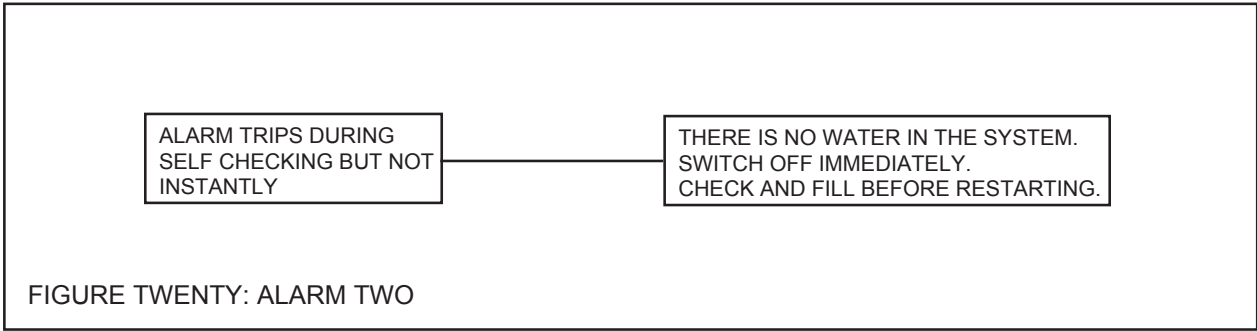 ALARM TRIPS DURING
SELF CHECKING BUT NOT
INSTANTLY
THERE IS NO WATER IN THE SYSTEM.
SWITCH OFF IMMEDIATELY.
CHECK AND FILL BEFORE RESTARTING.
FIGURE TWENTY: ALARM TWO